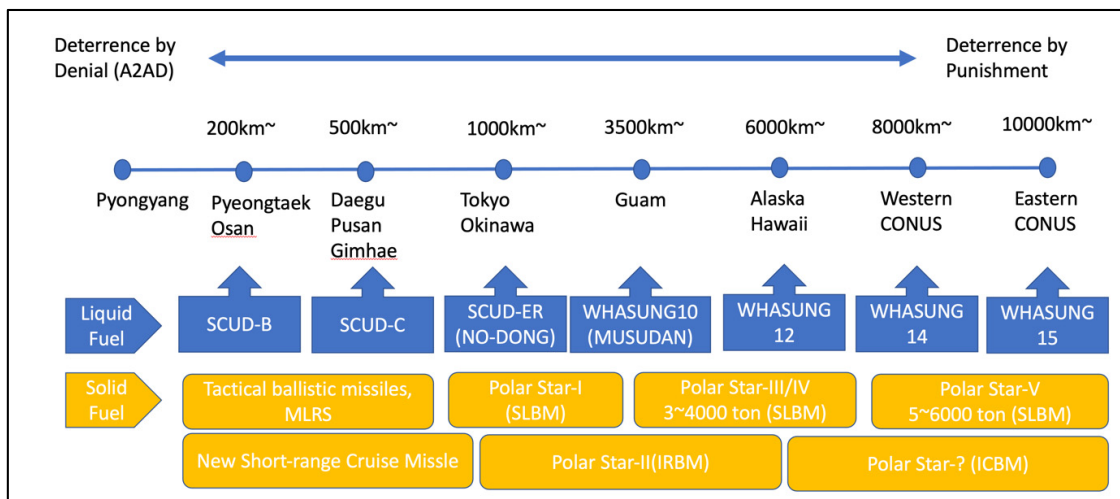 Deterrence by
Denial (A2AD)
Deterrence by
Punishment
200km~
500km~
1000km~
3500km~
6000km~
8000km~
10000km~
Pyongyang
Pyeongtaek
Osan
Daegu
Pusan
Gimhae
Tokyo
Okinawa
Guam
Alaska
Hawaii
Western
CONUS
Eastern
CONUS
Liquid
Fuel
SCUD-B
SCUD-C
SCUD-ER
(NO-DONG)
WHASUNG10
(MUSUDAN)
WHASUNG
12
WHASUNG
14
WHASUNG
15
Solid
Fuel
Tactical ballistic missiles,
MLRS
Polar Star-I
(SLBM)
Polar Star-III/IV
3~4000 ton (SLBM)
Polar Star-V
5~6000 ton (SLBM)
New Short-range Cruise Missle
Polar Star-II(IRBM)
Polar Star-? (ICBM)